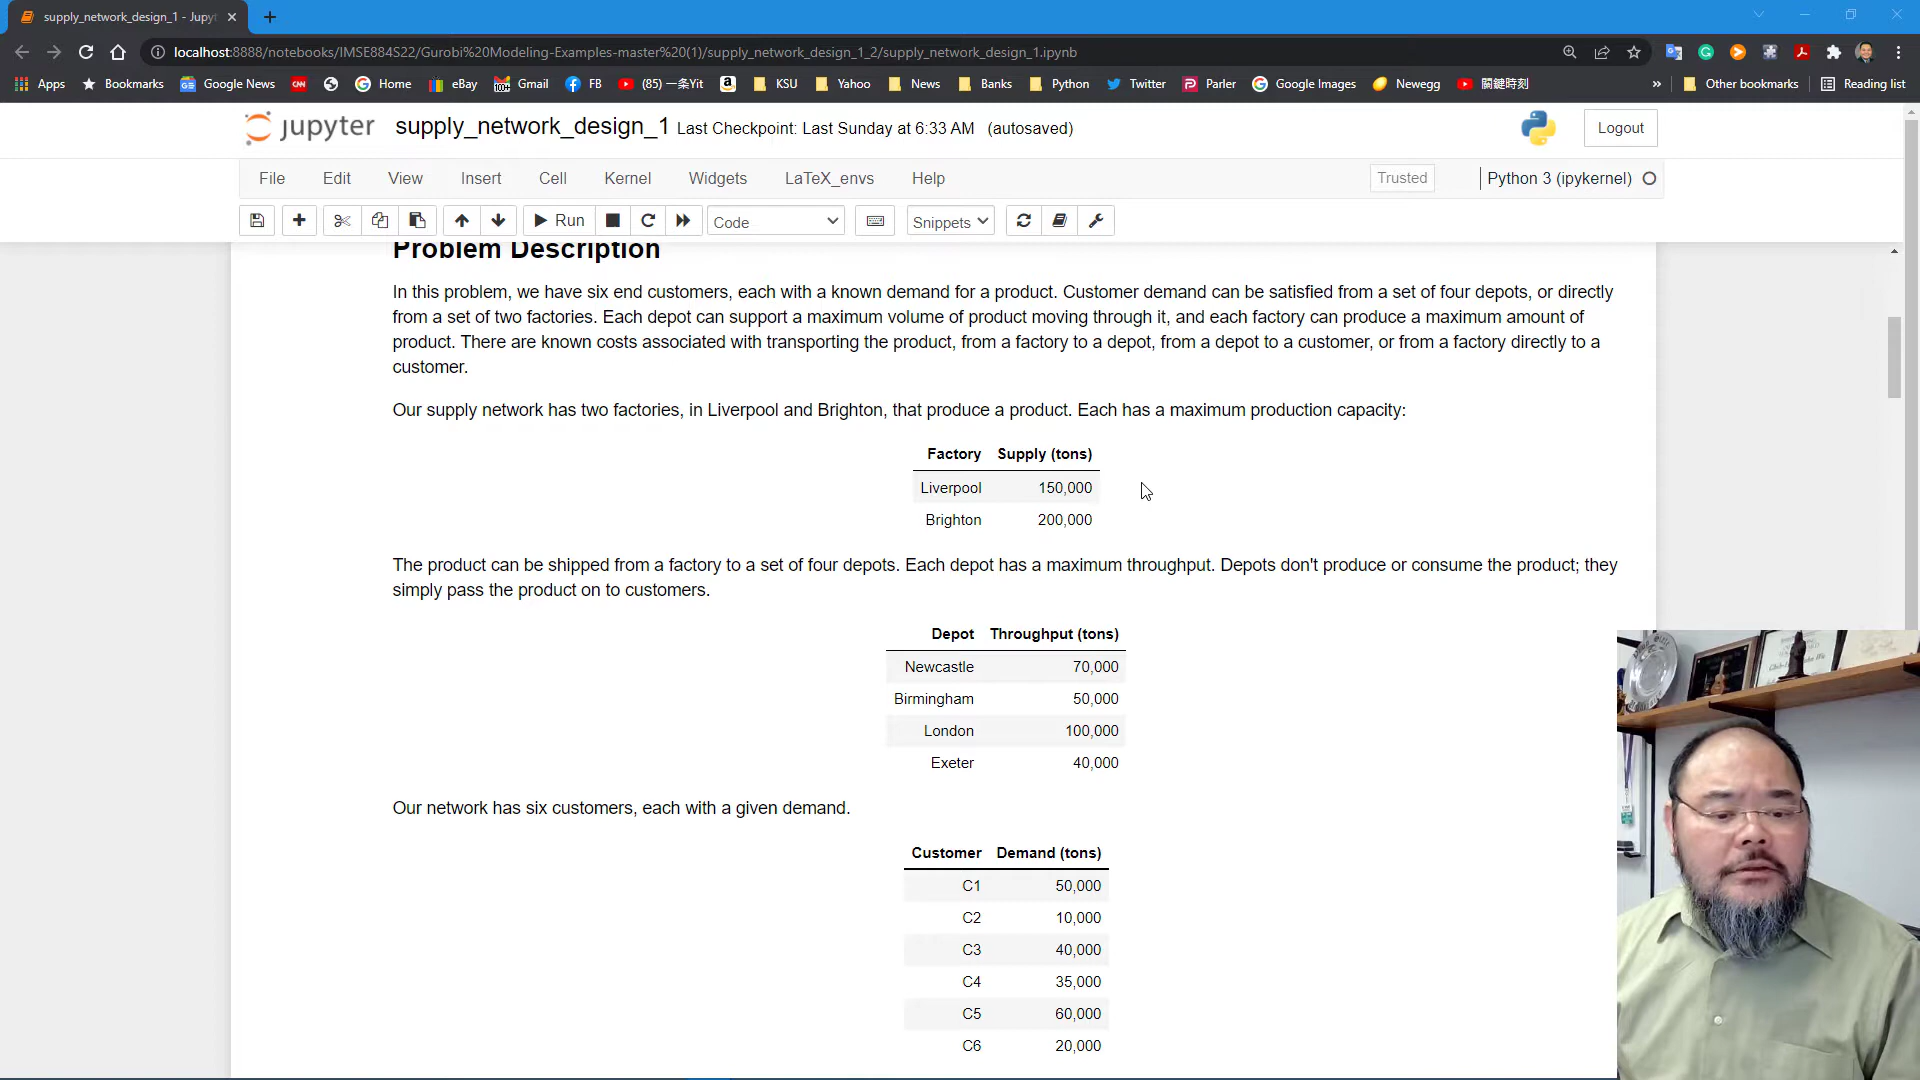 supply_network_design_1 - Jupyt
localhost:8888/notebooks/IMSE884S22/Gurobi%20Modeling-Examples-master%20(1)/supply_network_design_1_2/supply_network_design_1.ipynb
Apps Bookmarks Google News CNN Home eBay Gmail FB (85) 一条Yit KSU Yahoo News Banks Python Twitter Parler Google Images Newegg 關鍵時刻 » Other bookmarks Reading list
jupyter supply_network_design_1 Last Checkpoint: Last Sunday at 6:33 AM (autosaved) Logout
File Edit View Insert Cell Kernel Widgets LaTeX_envs Help Trusted Python 3 (ipykernel)
Run Code Snippets
Problem Description
In this problem, we have six end customers, each with a known demand for a product. Customer demand can be satisfied from a set of four depots, or directly
from a set of two factories. Each depot can support a maximum volume of product moving through it, and each factory can produce a maximum amount of
product. There are known costs associated with transporting the product, from a factory to a depot, from a depot to a customer, or from a factory directly to a
customer.
Our supply network has two factories, in Liverpool and Brighton, that produce a product. Each has a maximum production capacity:
Factory Supply (tons)
Liverpool 150,000
Brighton 200,000
The product can be shipped from a factory to a set of four depots. Each depot has a maximum throughput. Depots don't produce or consume the product; they
simply pass the product on to customers.
Depot Throughput (tons)
Newcastle 70,000
Birmingham 50,000
London 100,000
Exeter 40,000
Our network has six customers, each with a given demand.
Customer Demand (tons)
C1 50,000
C2 10,000
C3 40,000
C4 35,000
C5 60,000
C6 20,000